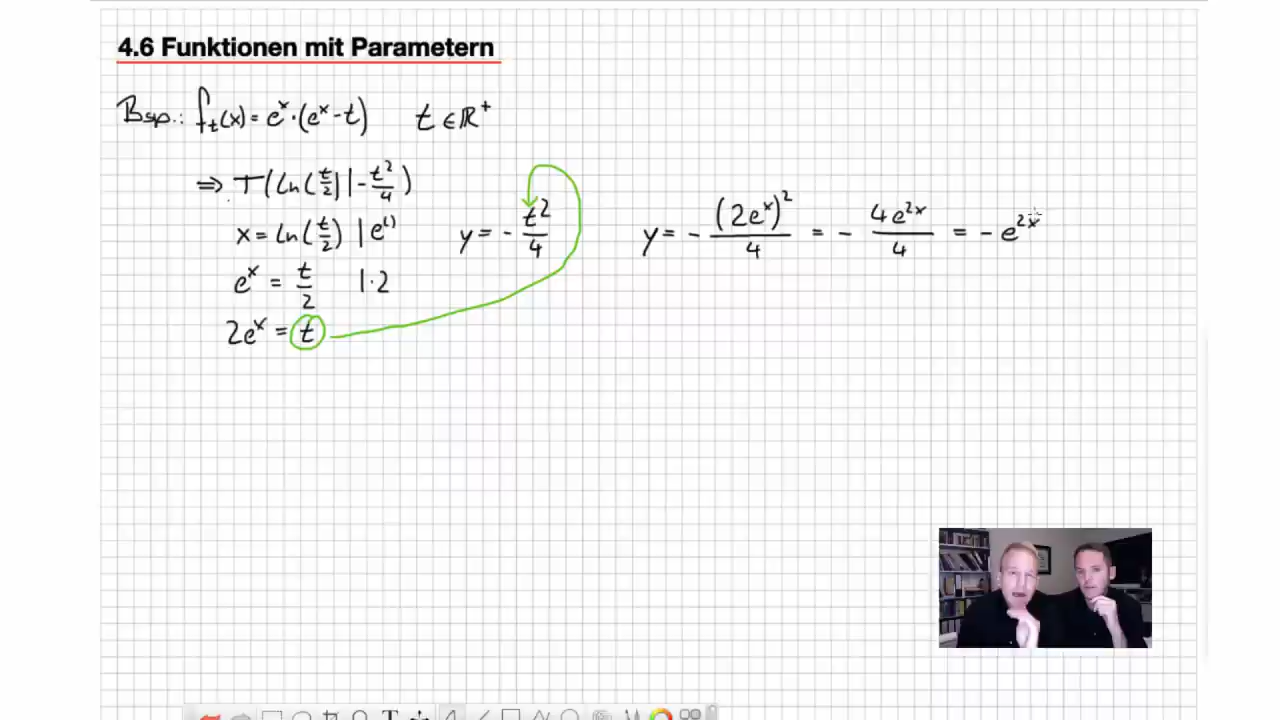 4.6 Funktionen mit Parametern
Bsp.: fₜ(x) = eˣ·(eˣ-t) t ∈ ℝ⁺
⇒ T(ln(t/2) | -t²/4)
x = ln(t/2) | e⁽⁾ y = - t²/4 y = - (2eˣ)²/4 = - 4e²ˣ/4 = - e²ˣ
eˣ = t/2 |·2
2eˣ = t